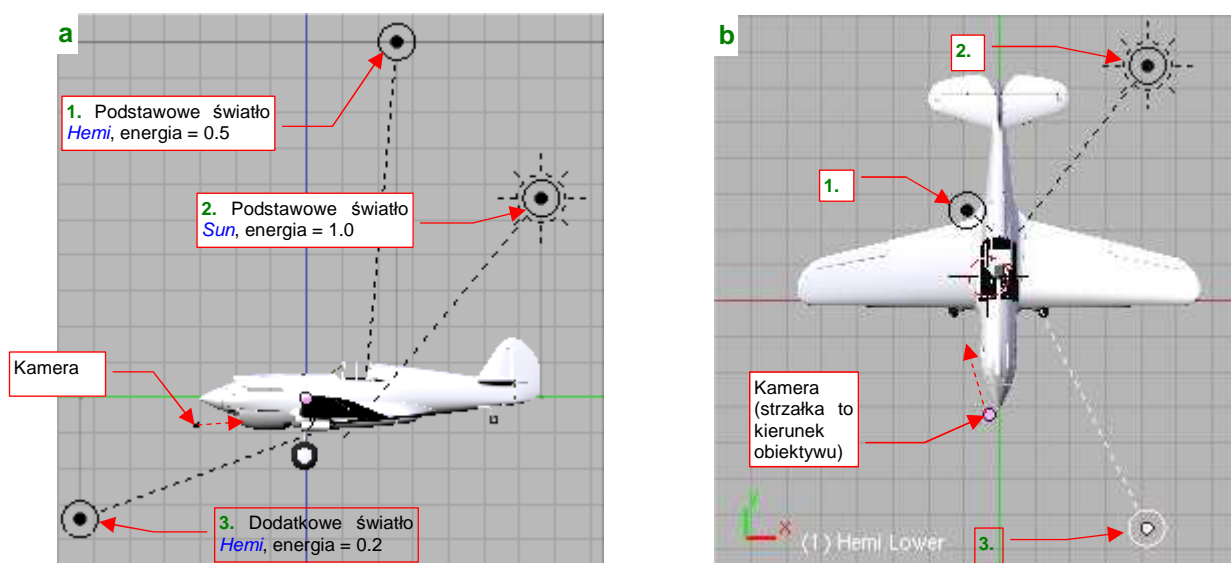 a
1. Podstawowe światło
Hemi, energia = 0.5
2. Podstawowe światło
Sun, energia = 1.0
Kamera
3. Dodatkowe światło
Hemi, energia = 0.2
b
2.
1.
Kamera
(strzałka to
kierunek
obiektywu)
y
x
(1) Hemi Lower
3.